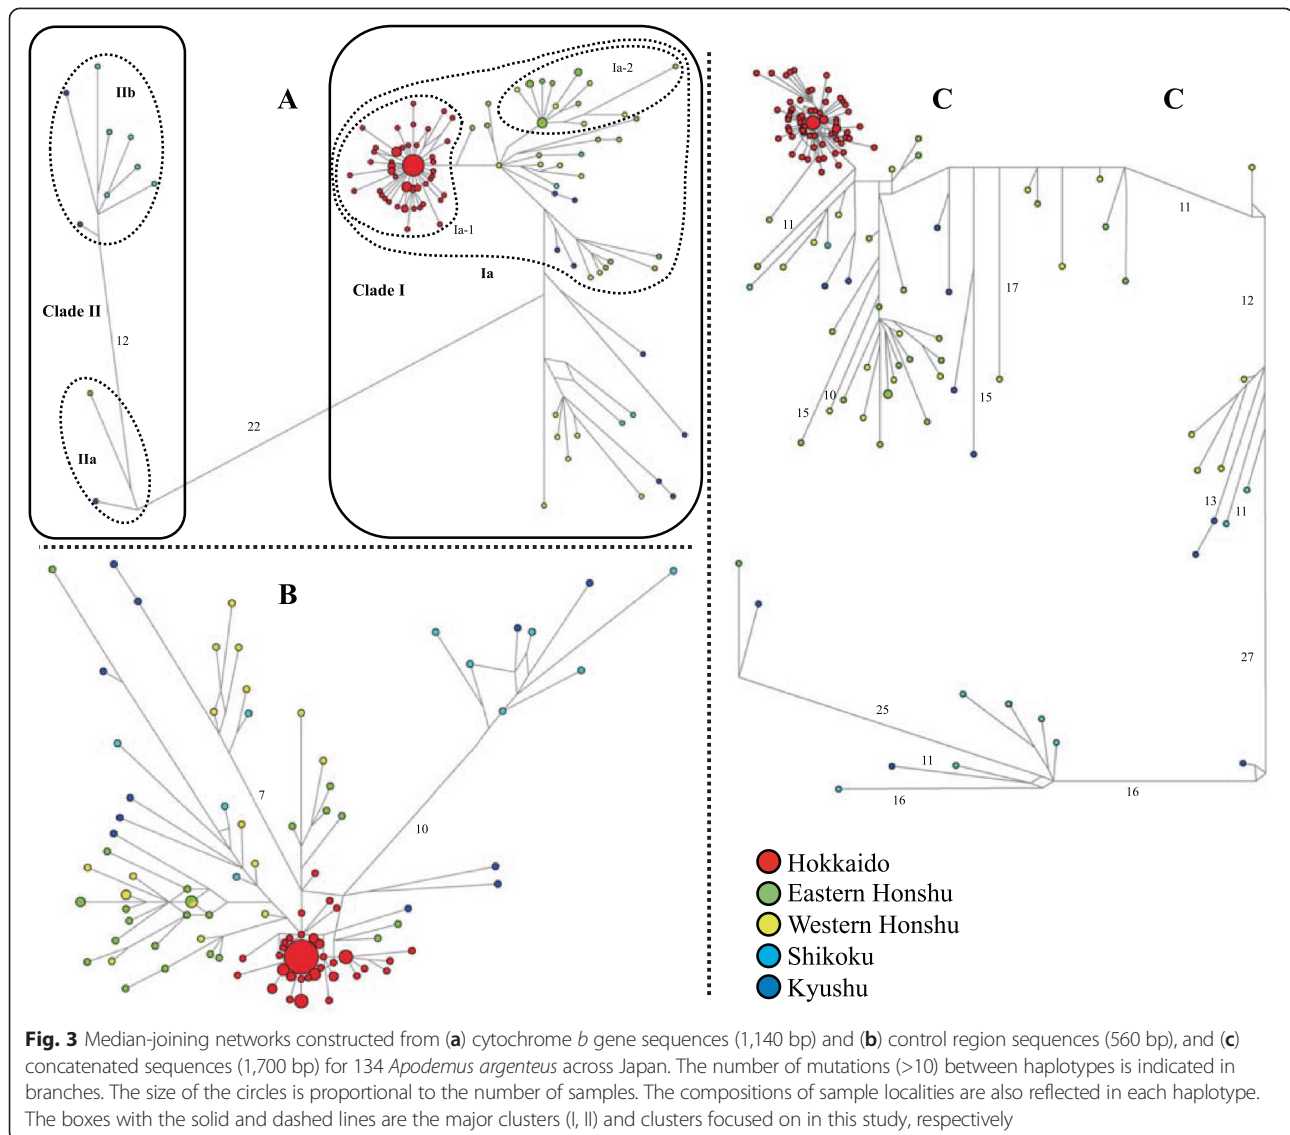 A
IIb
Clade II
12
IIa
22
Ia-2
Ia-1
Ia
Clade I
B
7
10
C
C
11
11
17
12
10
15
15
13
11
27
25
11
16
16
Hokkaido
Eastern Honshu
Western Honshu
Shikoku
Kyushu
Fig. 3 Median-joining networks constructed from (a) cytochrome b gene sequences (1,140 bp) and (b) control region sequences (560 bp), and (c)
concatenated sequences (1,700 bp) for 134 Apodemus argenteus across Japan. The number of mutations (>10) between haplotypes is indicated in
branches. The size of the circles is proportional to the number of samples. The compositions of sample localities are also reflected in each haplotype.
The boxes with the solid and dashed lines are the major clusters (I, II) and clusters focused on in this study, respectively